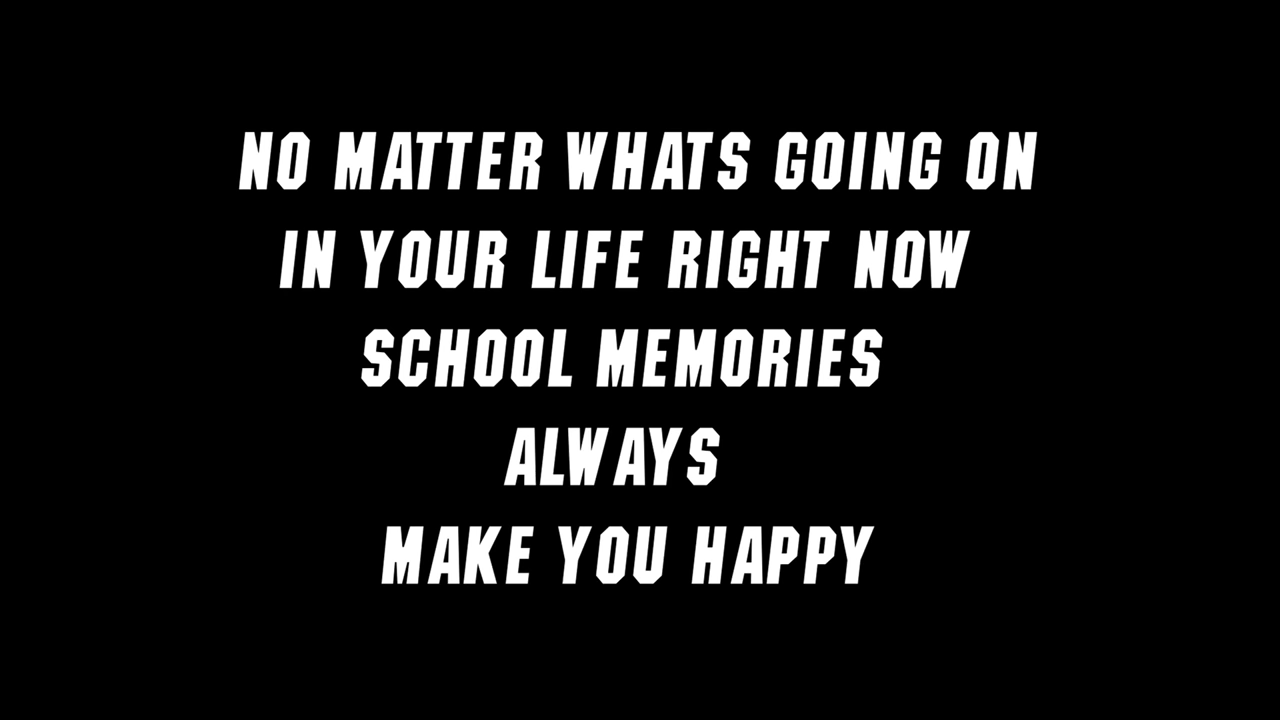 NO MATTER WHATS GOING ON
IN YOUR LIFE RIGHT NOW
SCHOOL MEMORIES
ALWAYS
MAKE YOU HAPPY